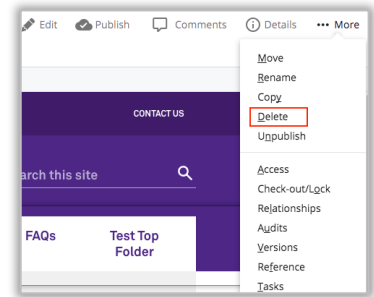 Edit Publish Comments Details More
Move
Rename
Copy
Delete
Unpublish
CONTACT US
Access
Check-out/Lock
Relationships
Audits
Versions
Reference
Tasks
arch this site
FAQs Test Top
Folder